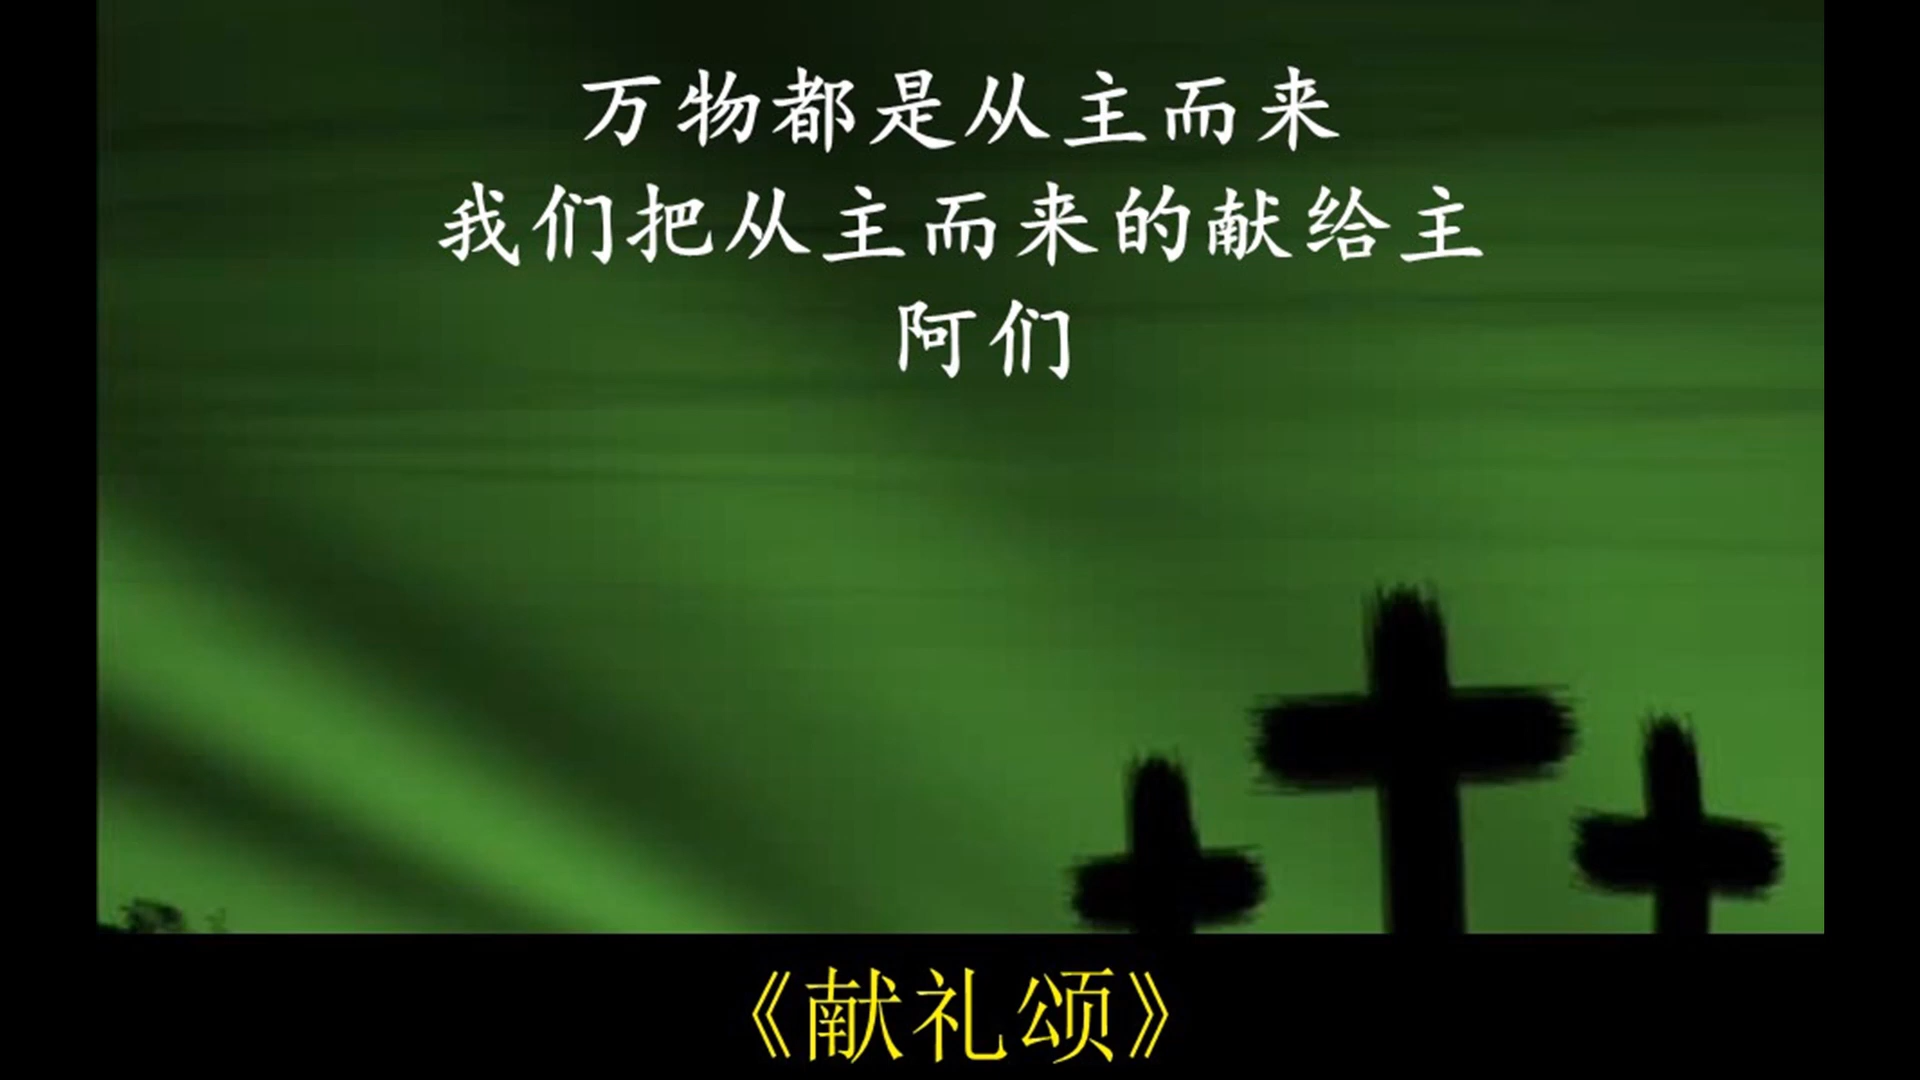 万物都是从主而来
我们把从主而来的献给主
阿们
《献礼颂》